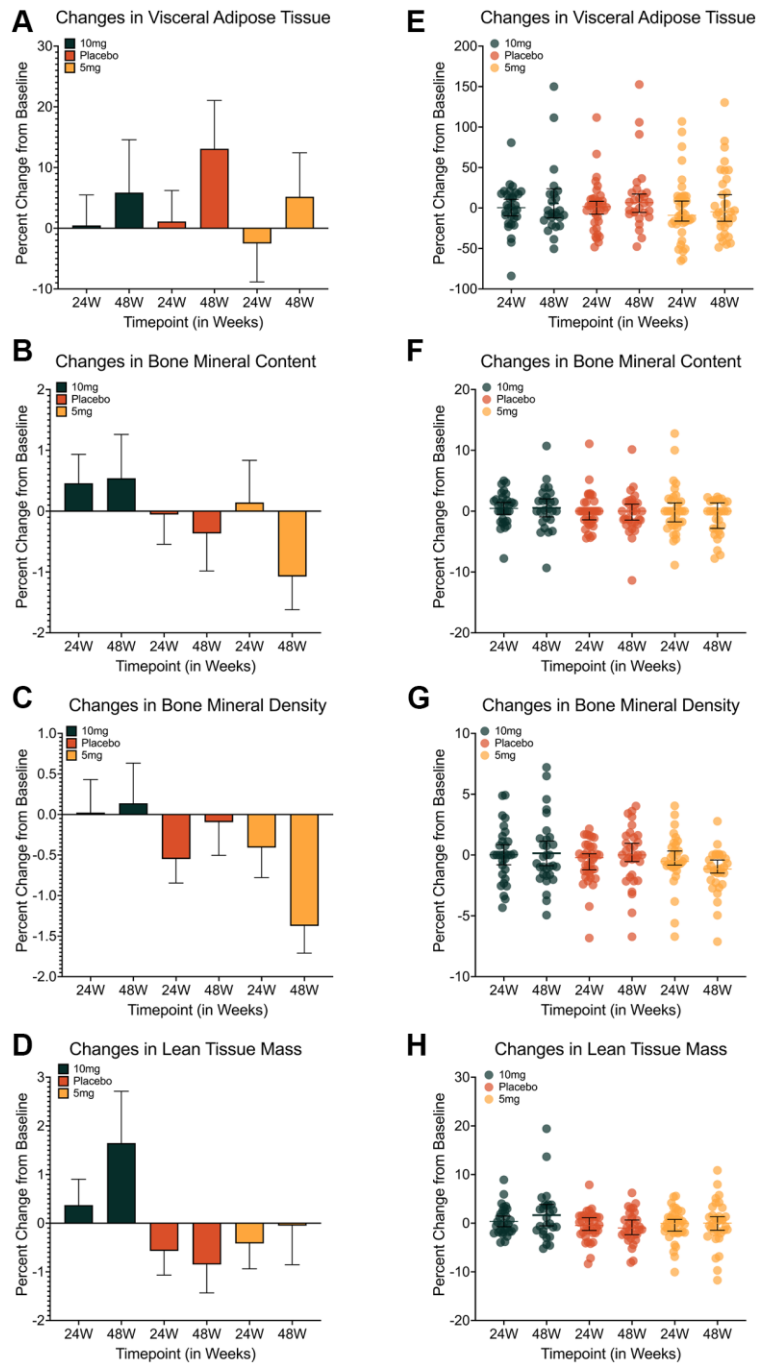 A
Changes in Visceral Adipose Tissue
10mg
Placebo
5mg
Percent Change from Baseline
30
20
10
0
-10
24W 48W 24W 48W 24W 48W
Timepoint (in Weeks)
E
Changes in Visceral Adipose Tissue
10mg
Placebo
5mg
Percent Change from Baseline
200
150
100
50
0
-50
-100
24W 48W 24W 48W 24W 48W
Timepoint (in Weeks)
B
Changes in Bone Mineral Content
10mg
Placebo
5mg
Percent Change from Baseline
2
1
0
-1
-2
24W 48W 24W 48W 24W 48W
Timepoint (in Weeks)
F
Changes in Bone Mineral Content
10mg
Placebo
5mg
Percent Change from Baseline
20
10
0
-10
-20
24W 48W 24W 48W 24W 48W
Timepoint (in Weeks)
C
Changes in Bone Mineral Density
10mg
Placebo
5mg
Percent Change from Baseline
1.0
0.5
0.0
-0.5
-1.0
-1.5
-2.0
24W 48W 24W 48W 24W 48W
Timepoint (in Weeks)
G
Changes in Bone Mineral Density
10mg
Placebo
5mg
Percent Change from Baseline
10
5
0
-5
-10
24W 48W 24W 48W 24W 48W
Timepoint (in Weeks)
D
Changes in Lean Tissue Mass
10mg
Placebo
5mg
Percent Change from Baseline
3
2
1
0
-1
-2
24W 48W 24W 48W 24W 48W
Timepoint (in Weeks)
H
Changes in Lean Tissue Mass
10mg
Placebo
5mg
Percent Change from Baseline
30
20
10
0
-10
-20
24W 48W 24W 48W 24W 48W
Timepoint (in Weeks)